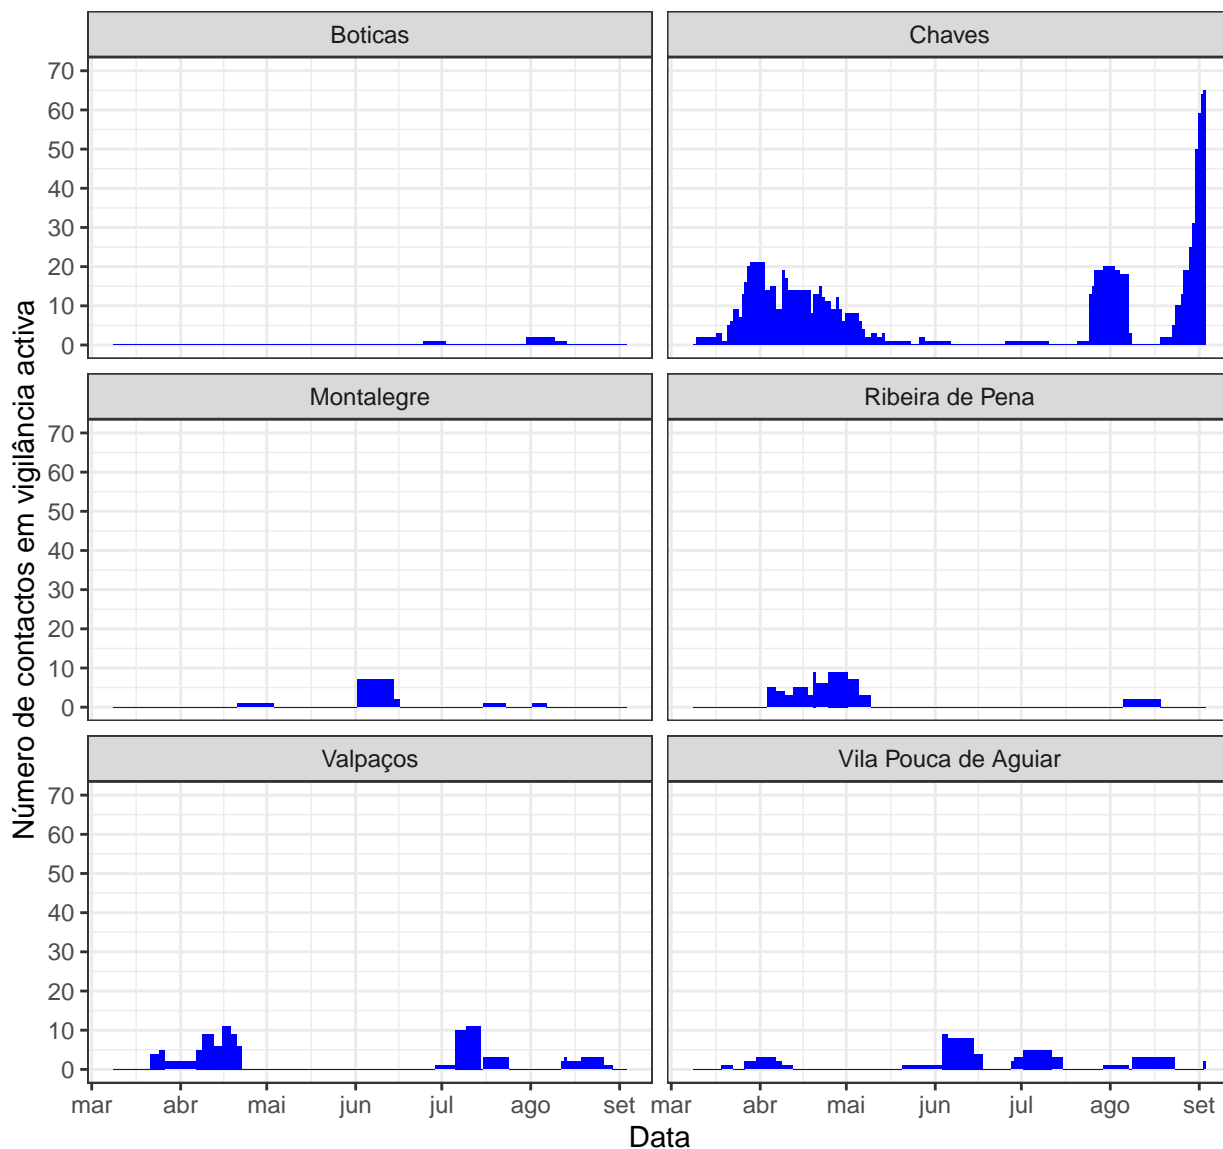 Boticas
Chaves
70
60
50
40
30
20
10
0
Montalegre
Ribeira de Pena
70
60
50
40
30
20
10
0
Valpaços
Vila Pouca de Aguiar
70
60
50
40
30
20
10
0
mar abr mai jun jul ago set
mar abr mai jun jul ago set
Data
Número de contactos em vigilância activa